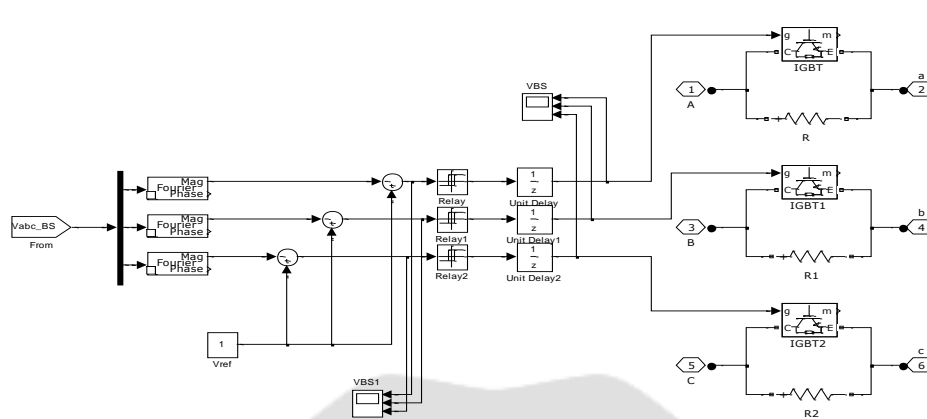 g m
C E
IGBT
1
A
a
2
R
VBS
Vabc_BS
From
Mag
Fourier
Phase
Mag
Fourier
Phase
Mag
Fourier
Phase
Relay
Relay1
Relay2
1
z
Unit Delay
1
z
Unit Delay1
1
z
Unit Delay2
g m
C E
IGBT1
3
B
b
4
R1
1
Vref
VBS1
g m
C E
IGBT2
5
C
c
6
R2